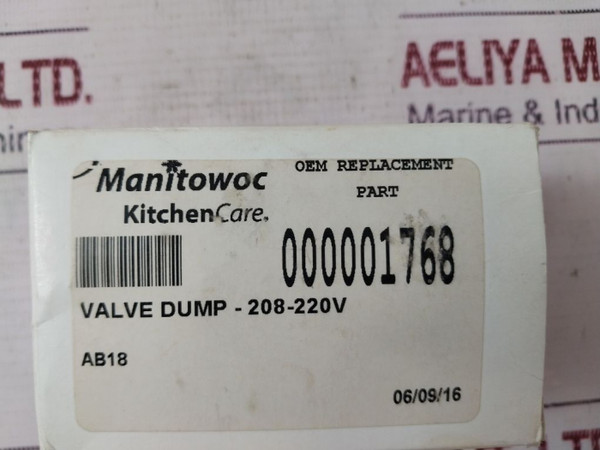 LTD.
AELIYA M
Marine & Ind
Manitowoc
KitchenCare®
OEM REPLACEMENT
PART
000001768
VALVE DUMP - 208-220V
AB18
06/09/16